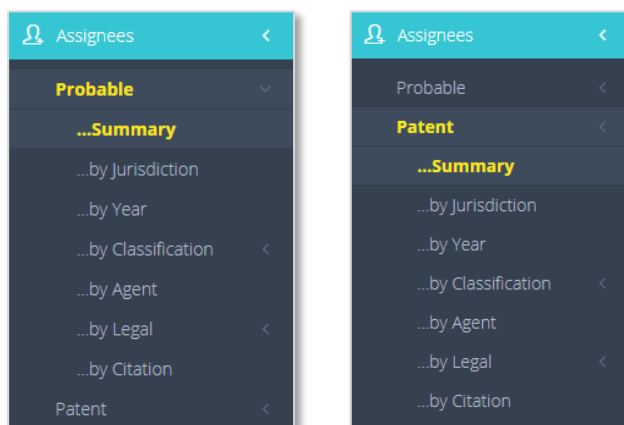 Assignees
Probable
...Summary
...by Jurisdiction
...by Year
...by Classification
...by Agent
...by Legal
...by Citation
Patent
Assignees
Probable
Patent
...Summary
...by Jurisdiction
...by Year
...by Classification
...by Agent
...by Legal
...by Citation